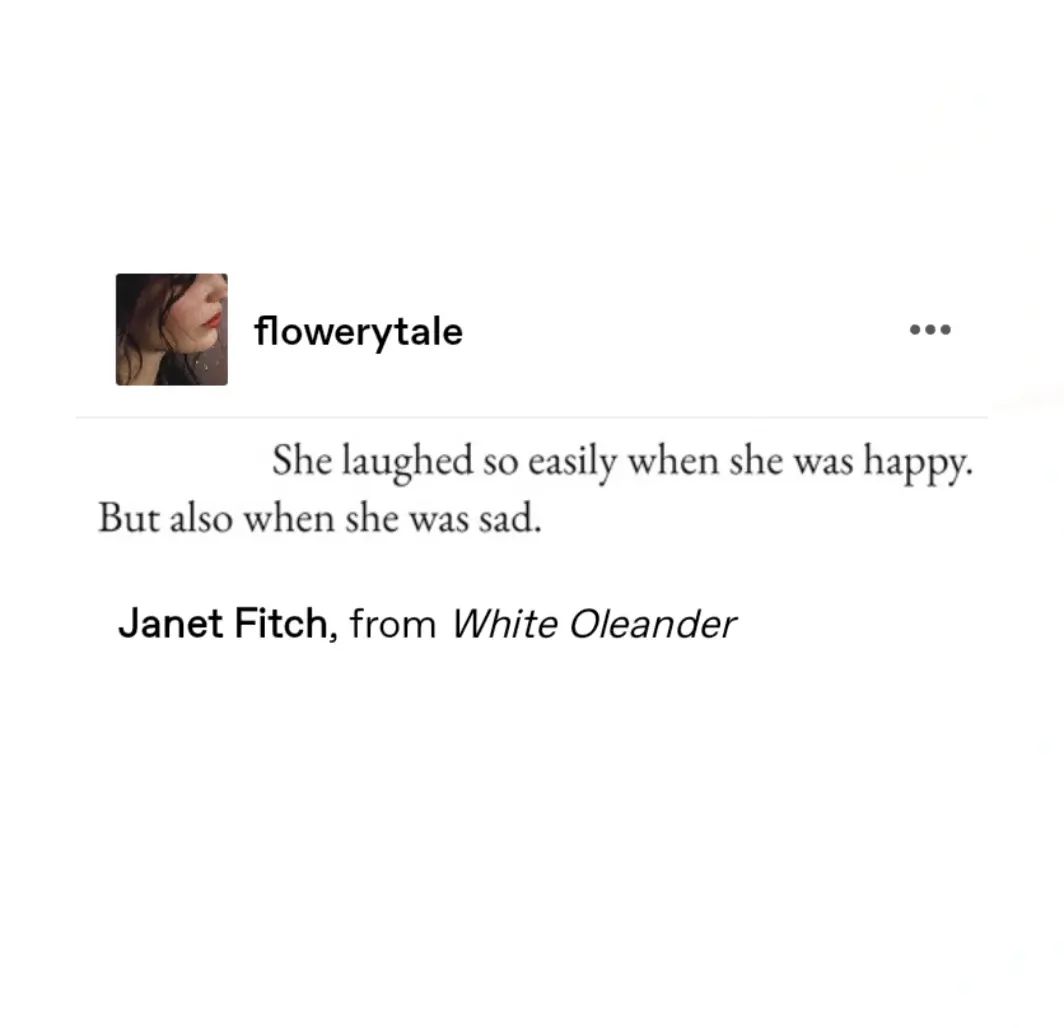 flowerytale
She laughed so easily when she was happy.
But also when she was sad.
Janet Fitch, from White Oleander